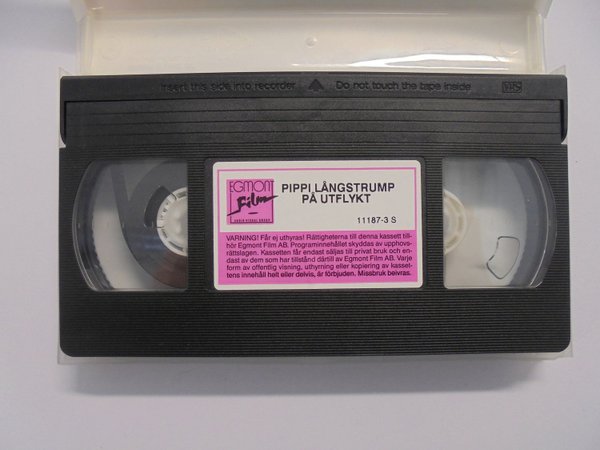 Insert this side into recorder Do not touch the tape inside VHS
EGMONT
Film
AUDIO VISUAL GROUP
PIPPI LÅNGSTRUMP
PÅ UTFLYKT
11187-3 S
VARNING! Får ej uthyras! Rättigheterna till denna kassett till-
hör Egmont Film AB. Programinnehållet skyddas av upphovs-
rättslagen. Kassetten får endast säljas till privat bruk och en-
dast av dem som har tillstånd därtill av Egmont Film AB. Varje
form av offentlig visning, uthyrning eller kopiering av kasset-
tens innehåll helt eller delvis, är förbjuden. Missbruk beivras.